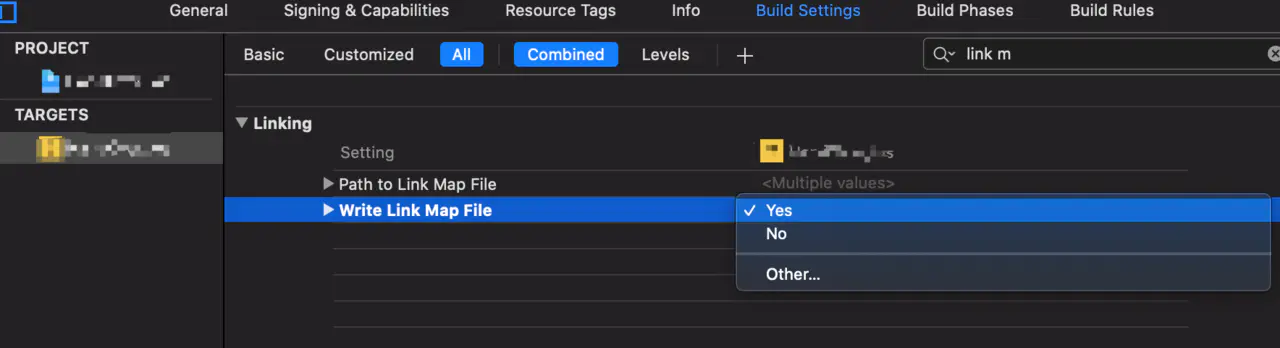 General Signing & Capabilities Resource Tags Info Build Settings Build Phases Build Rules
PROJECT
TARGETS
Basic Customized All Combined Levels + link m
Linking
Setting
Path to Link Map File <Multiple values>
Write Link Map File Yes
No
Other...